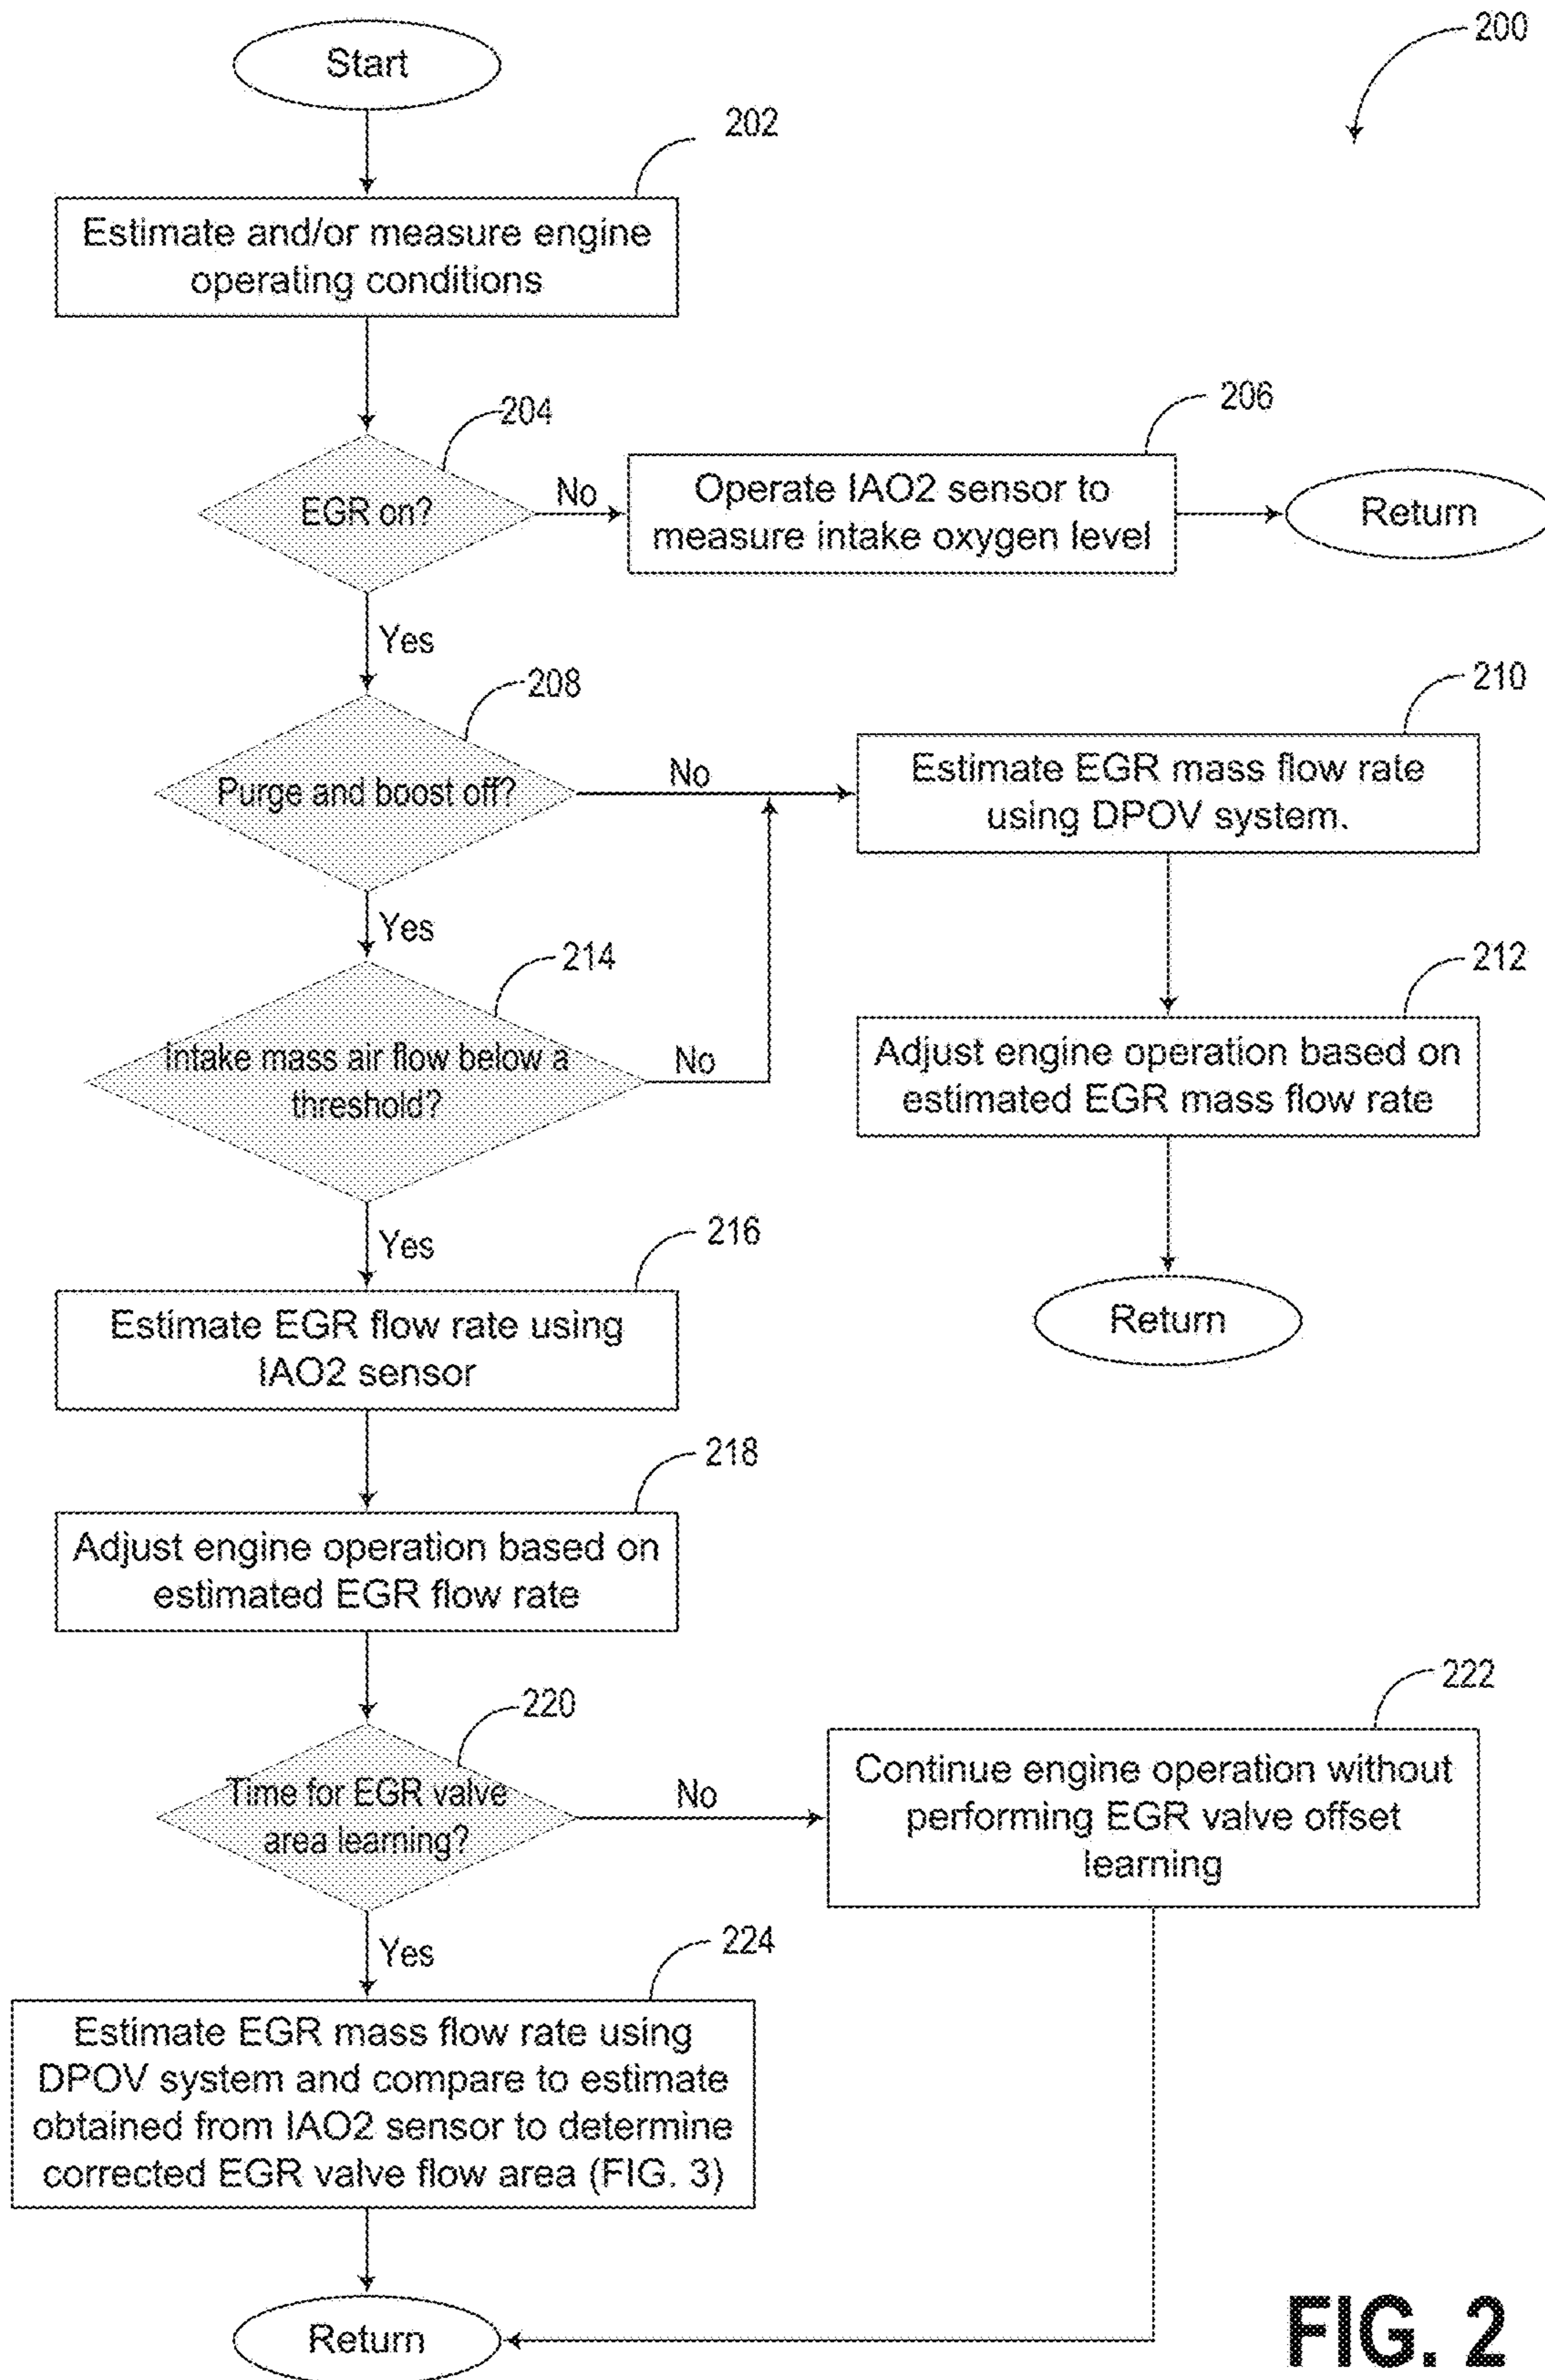 200
Start
202
Estimate and/or measure engine
operating conditions
204
EGR on?
No
206
Operate IAO2 sensor to
measure intake oxygen level
Return
Yes
208
Purge and boost off?
No
210
Estimate EGR mass flow rate
using DPOV system.
Yes
214
Intake mass air flow below a
threshold?
No
212
Adjust engine operation based on
estimated EGR mass flow rate
Return
Yes
216
Estimate EGR flow rate using
IAO2 sensor
218
Adjust engine operation based on
estimated EGR flow rate
220
Time for EGR valve
area learning?
No
222
Continue engine operation without
performing EGR valve offset
learning
Yes
224
Estimate EGR mass flow rate using
DPOV system and compare to estimate
obtained from IAO2 sensor to determine
corrected EGR valve flow area (FIG. 3)
Return
FIG. 2